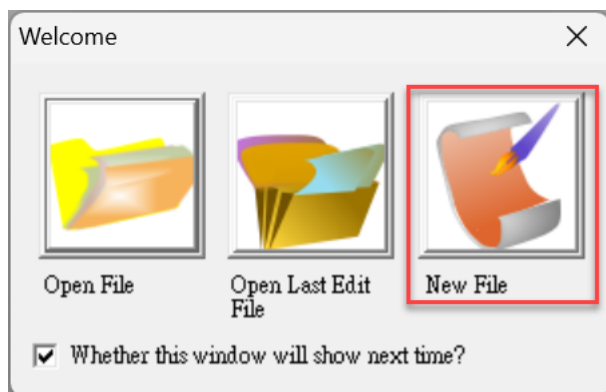 Welcome
Open File
Open Last Edit
File
New File
Whether this window will show next time?